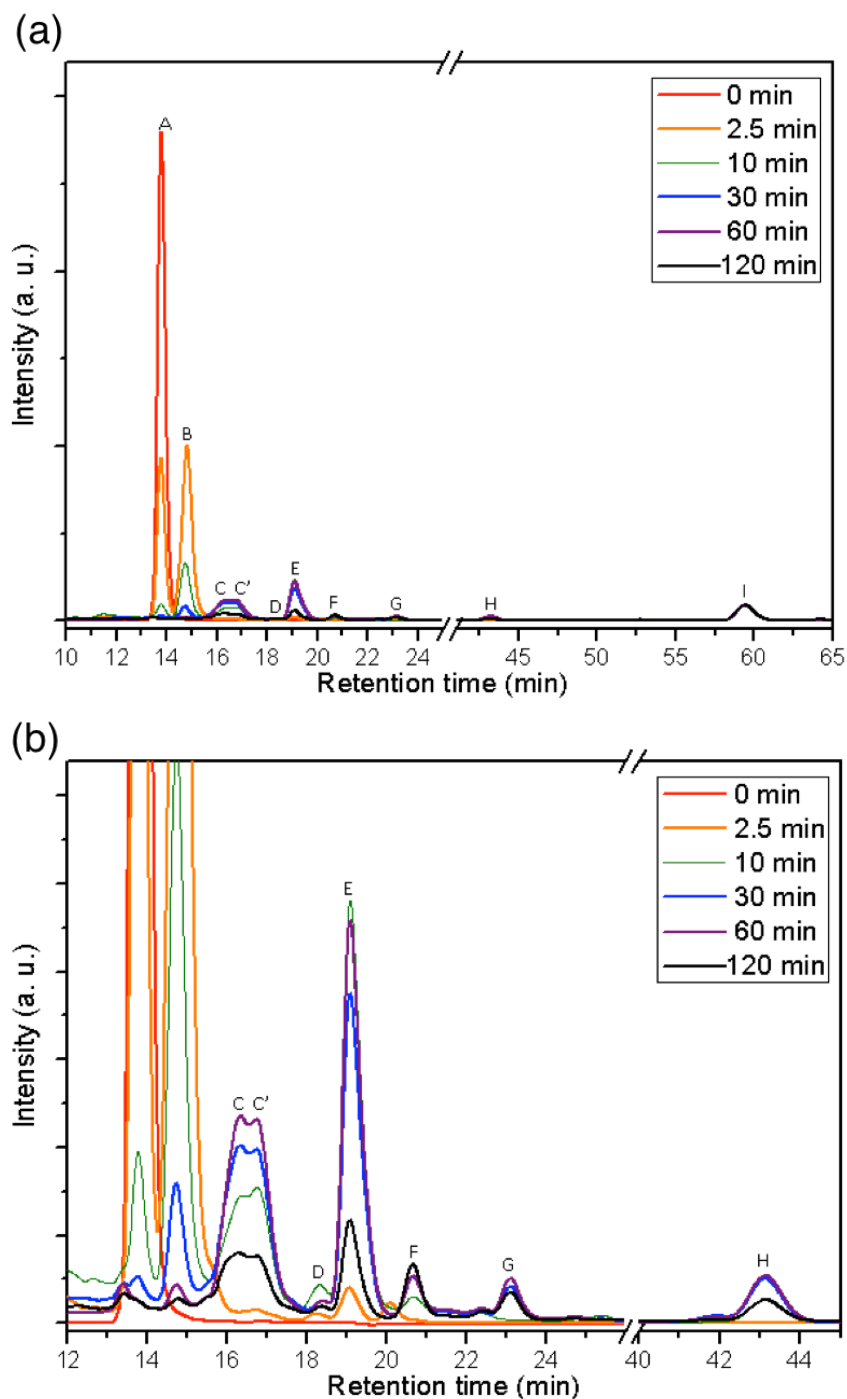 (a)
0 min
2.5 min
10 min
30 min
60 min
120 min
A
B
C C' D E F G H I
Intensity (a. u.)
10 12 14 16 18 20 22 24 45 50 55 60 65
Retention time (min)
(b)
0 min
2.5 min
10 min
30 min
60 min
120 min
C C' D E F G H
Intensity (a. u.)
12 14 16 18 20 22 24 26 40 42 44
Retention time (min)